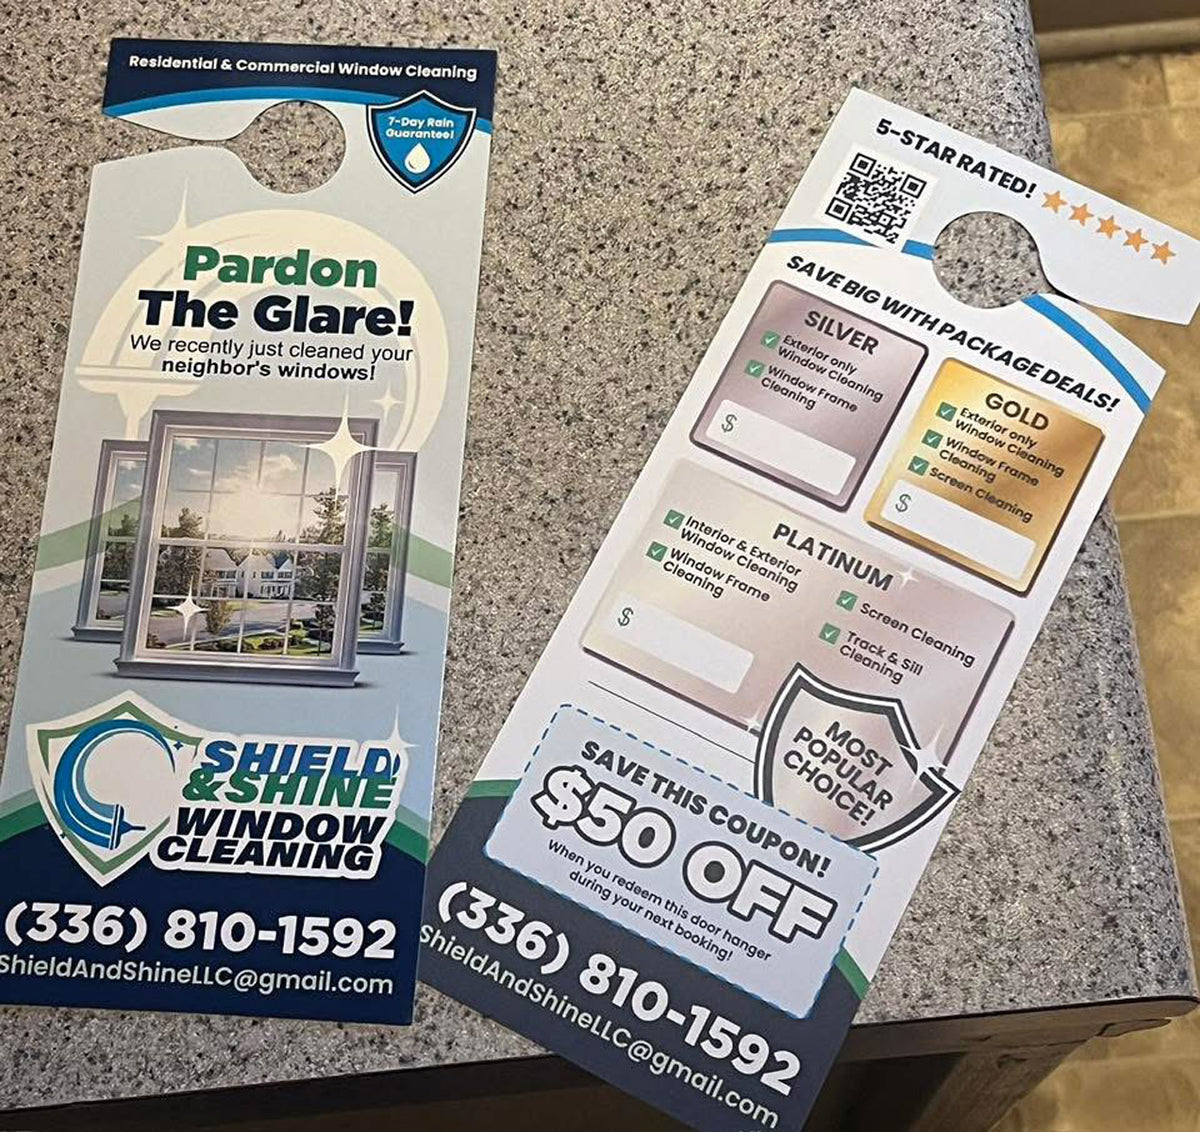 Residential & Commercial Window Cleaning
7-Day Rain
Guarantee!
Pardon
The Glare!
We recently just cleaned your
neighbor's windows!
SHIELD
& SHINE
WINDOW
CLEANING
(336) 810-1592
ShieldAndShineLLC@gmail.com
5-STAR RATED!
SAVE BIG WITH PACKAGE DEALS!
SILVER
Exterior only
Window Cleaning
Window Frame
Cleaning
$
GOLD
Exterior only
Window Cleaning
Window Frame
Cleaning
Screen Cleaning
$
PLATINUM
Interior & Exterior
Window Cleaning
Window Frame
Cleaning
Screen Cleaning
Track & Sill
Cleaning
$
MOST
POPULAR
CHOICE!
SAVE THIS COUPON!
$50 OFF
When you redeem this door hanger
during your next booking!
(336) 810-1592
ShieldAndShineLLC@gmail.com